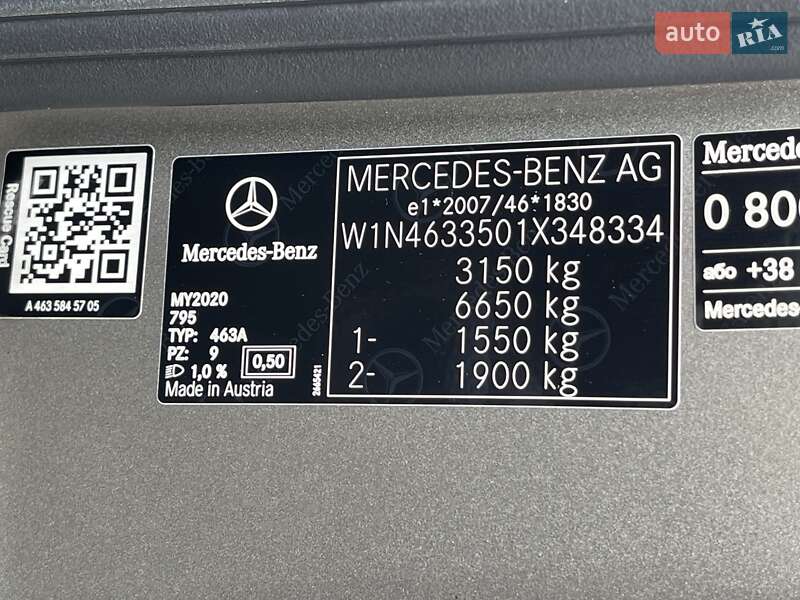 auto RIA .com
Rescue Card
A 463 584 57 05
Mercedes-Benz
MY2020
795
TYP: 463A
PZ: 9
1,0 %
0,50
Made in Austria
2665421
MERCEDES-BENZ AG
e1*2007/46*1830
W1N4633501X348334
3150 kg
6650 kg
1- 1550 kg
2- 1900 kg
0 80
або +38
Mercedes-